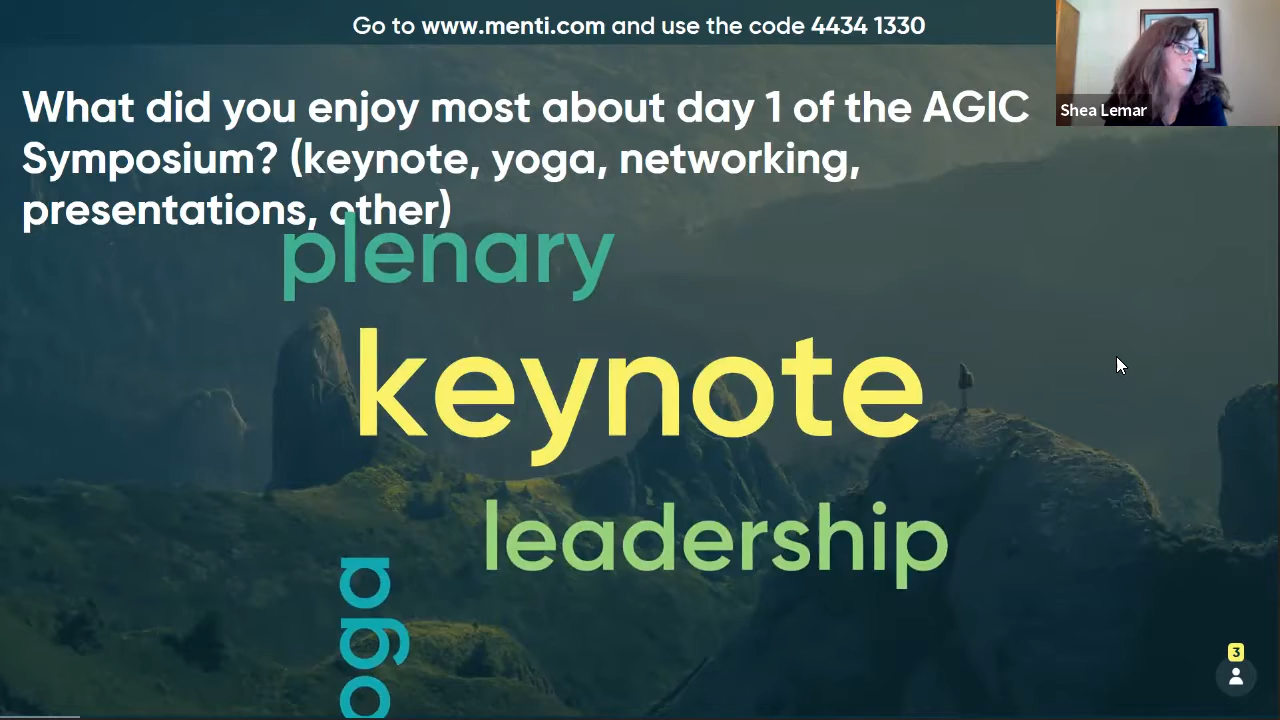 Go to www.menti.com and use the code 4434 1330
Shea Lemar
What did you enjoy most about day 1 of the AGIC
Symposium? (keynote, yoga, networking,
presentations, other)
plenary
keynote
leadership
oga
3